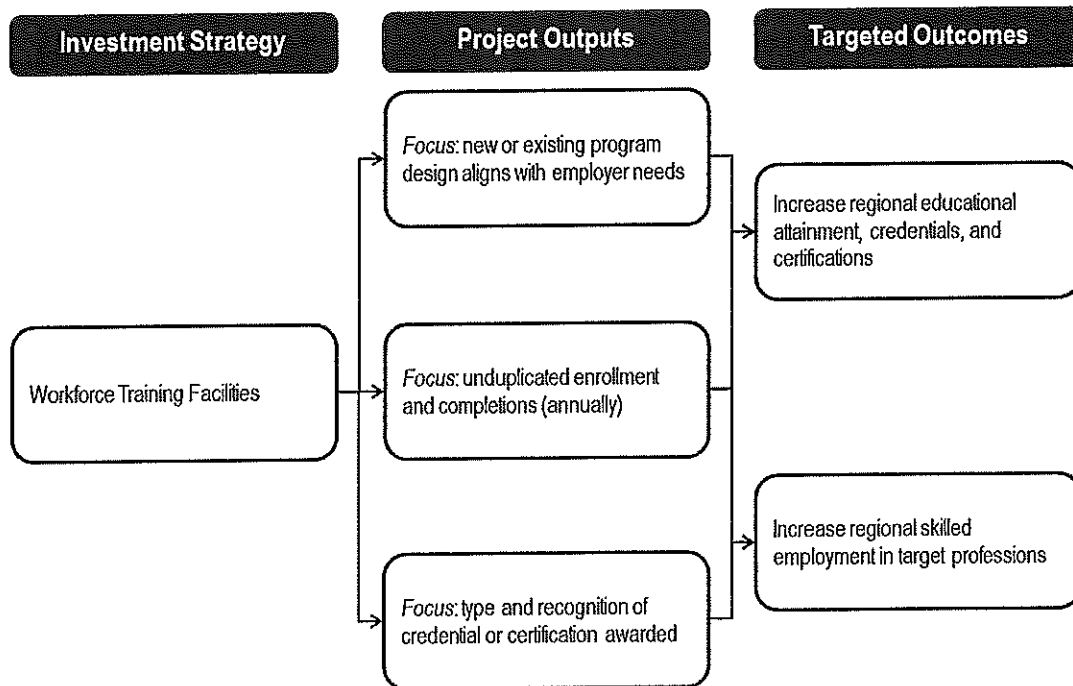 Investment Strategy
Project Outputs
Targeted Outcomes
Focus: new or existing program
design aligns with employer needs
Increase regional educational
attainment, credentials, and
certifications
Workforce Training Facilities
Focus: unduplicated enrollment
and completions (annually)
Increase regional skilled
employment in target professions
Focus: type and recognition of
credential or certification awarded